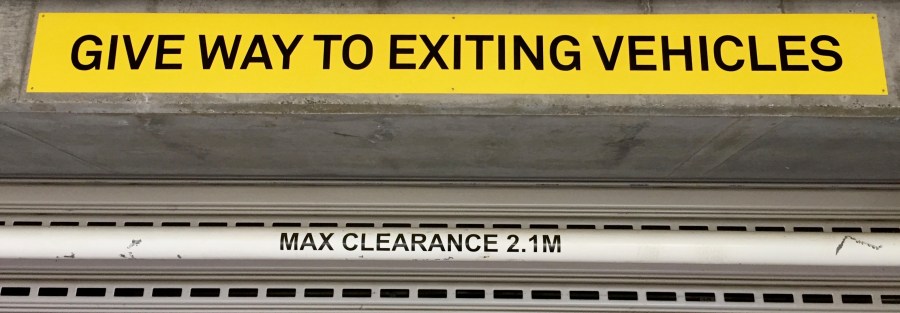 GIVE WAY TO EXITING VEHICLES
MAX CLEARANCE 2.1M